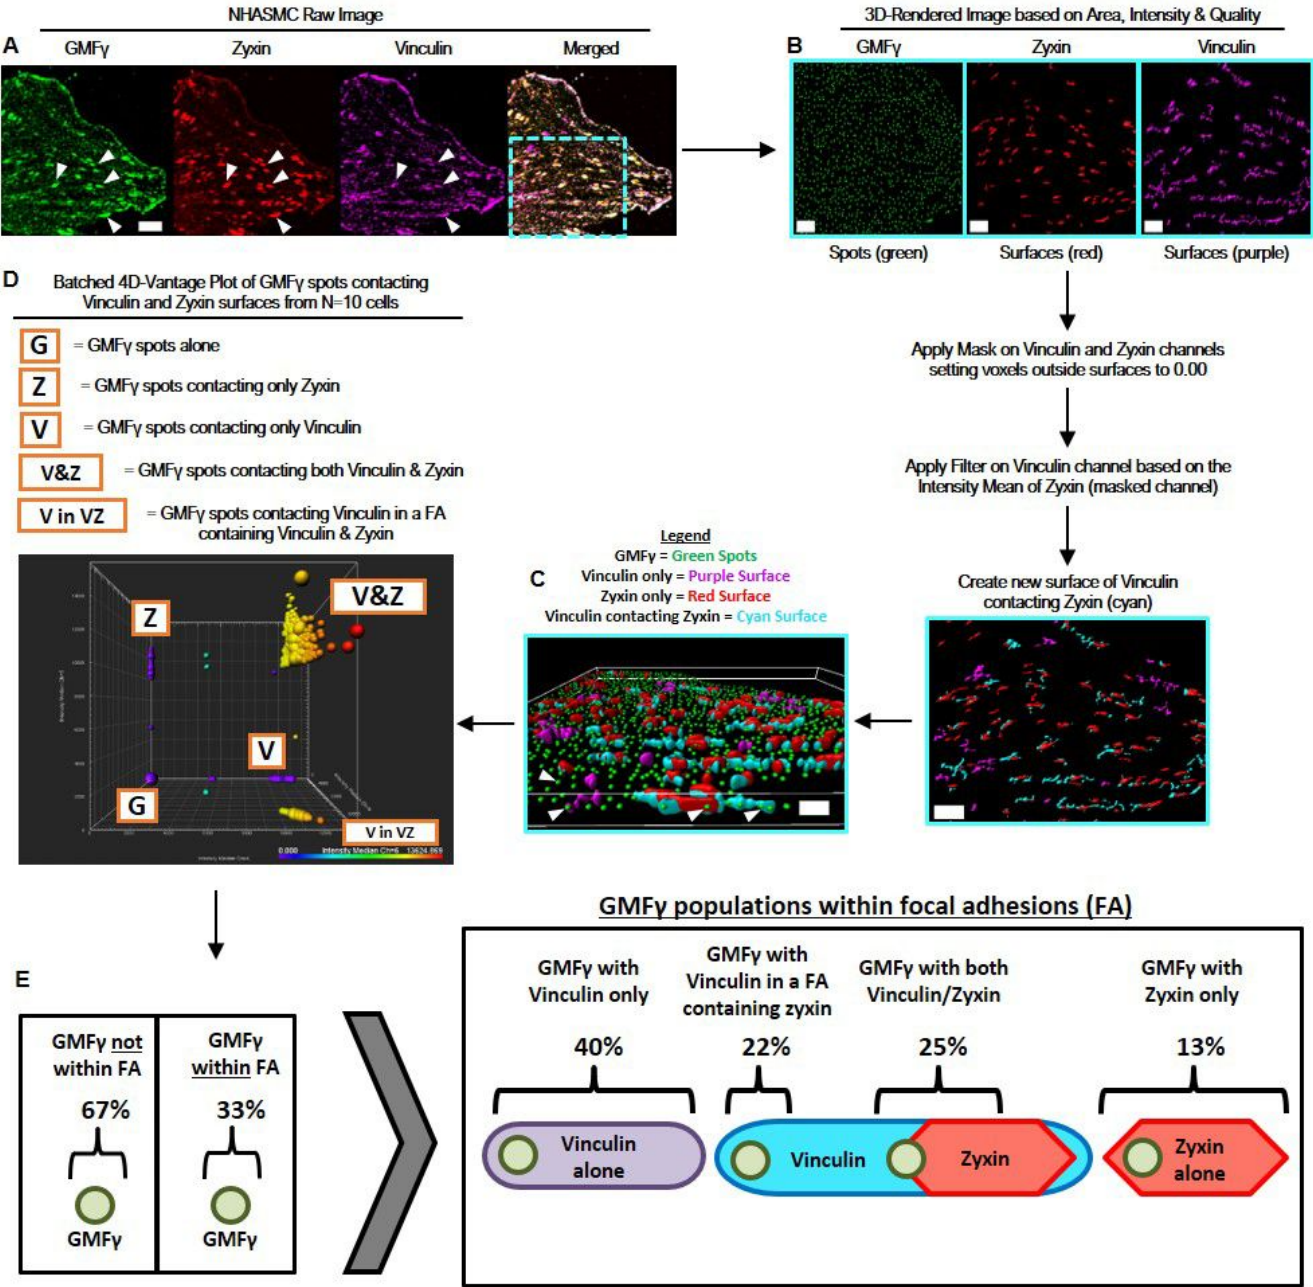 NHASMC Raw Image
A
GMFγ
Zyxin
Vinculin
Merged
3D-Rendered Image based on Area, Intensity & Quality
B
GMFγ
Zyxin
Vinculin
Spots (green)
Surfaces (red)
Surfaces (purple)
Apply Mask on Vinculin and Zyxin channels
setting voxels outside surfaces to 0.00
Apply Filter on Vinculin channel based on the
Intensity Mean of Zyxin (masked channel)
Create new surface of Vinculin
contacting Zyxin (cyan)
C
Legend
GMFγ = Green Spots
Vinculin only = Purple Surface
Zyxin only = Red Surface
Vinculin contacting Zyxin = Cyan Surface
D
Batched 4D-Vantage Plot of GMFγ spots contacting
Vinculin and Zyxin surfaces from N=10 cells
G = GMFγ spots alone
Z = GMFγ spots contacting only Zyxin
V = GMFγ spots contacting only Vinculin
V&Z = GMFγ spots contacting both Vinculin & Zyxin
V in VZ = GMFγ spots contacting Vinculin in a FA
containing Vinculin & Zyxin
Z
V&Z
V
G
V in VZ
0.000 Intensity Median Ch=6 13624.869
E
GMFγ not
within FA
67%
GMFγ
GMFγ
within FA
33%
GMFγ
GMFγ populations within focal adhesions (FA)
GMFγ with
Vinculin only
40%
Vinculin
alone
GMFγ with
Vinculin in a FA
containing zyxin
22%
Vinculin
GMFγ with both
Vinculin/Zyxin
25%
Zyxin
GMFγ with
Zyxin only
13%
Zyxin
alone